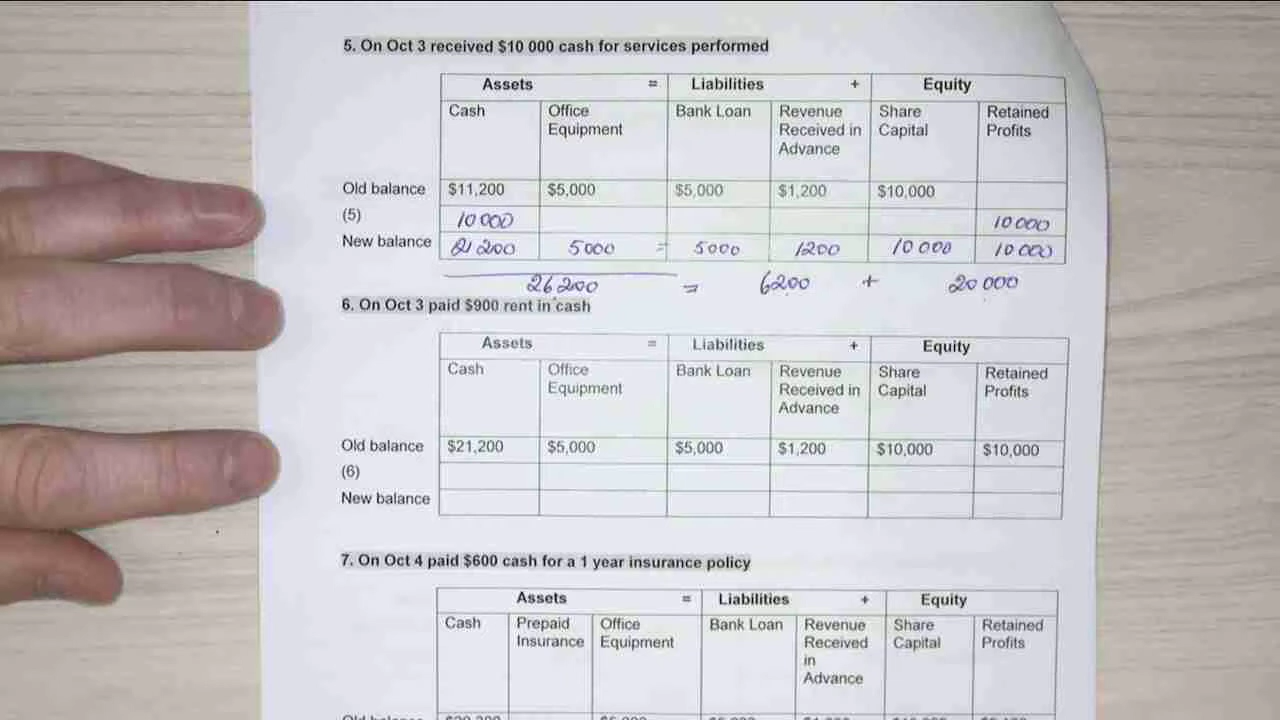 5. On Oct 3 received $10 000 cash for services performed
Assets = Liabilities + Equity
Cash Office Equipment Bank Loan Revenue Received in Advance Share Capital Retained Profits
Old balance $11,200 $5,000 $5,000 $1,200 $10,000
(5) 10000 10000
New balance 21200 5000 = 5000 1200 10000 10000
26200 = 6200 + 20000
6. On Oct 3 paid $900 rent in cash
Assets = Liabilities + Equity
Cash Office Equipment Bank Loan Revenue Received in Advance Share Capital Retained Profits
Old balance $21,200 $5,000 $5,000 $1,200 $10,000 $10,000
(6)
New balance
7. On Oct 4 paid $600 cash for a 1 year insurance policy
Assets = Liabilities + Equity
Cash Prepaid Insurance Office Equipment Bank Loan Revenue Received in Advance Share Capital Retained Profits
Old balance